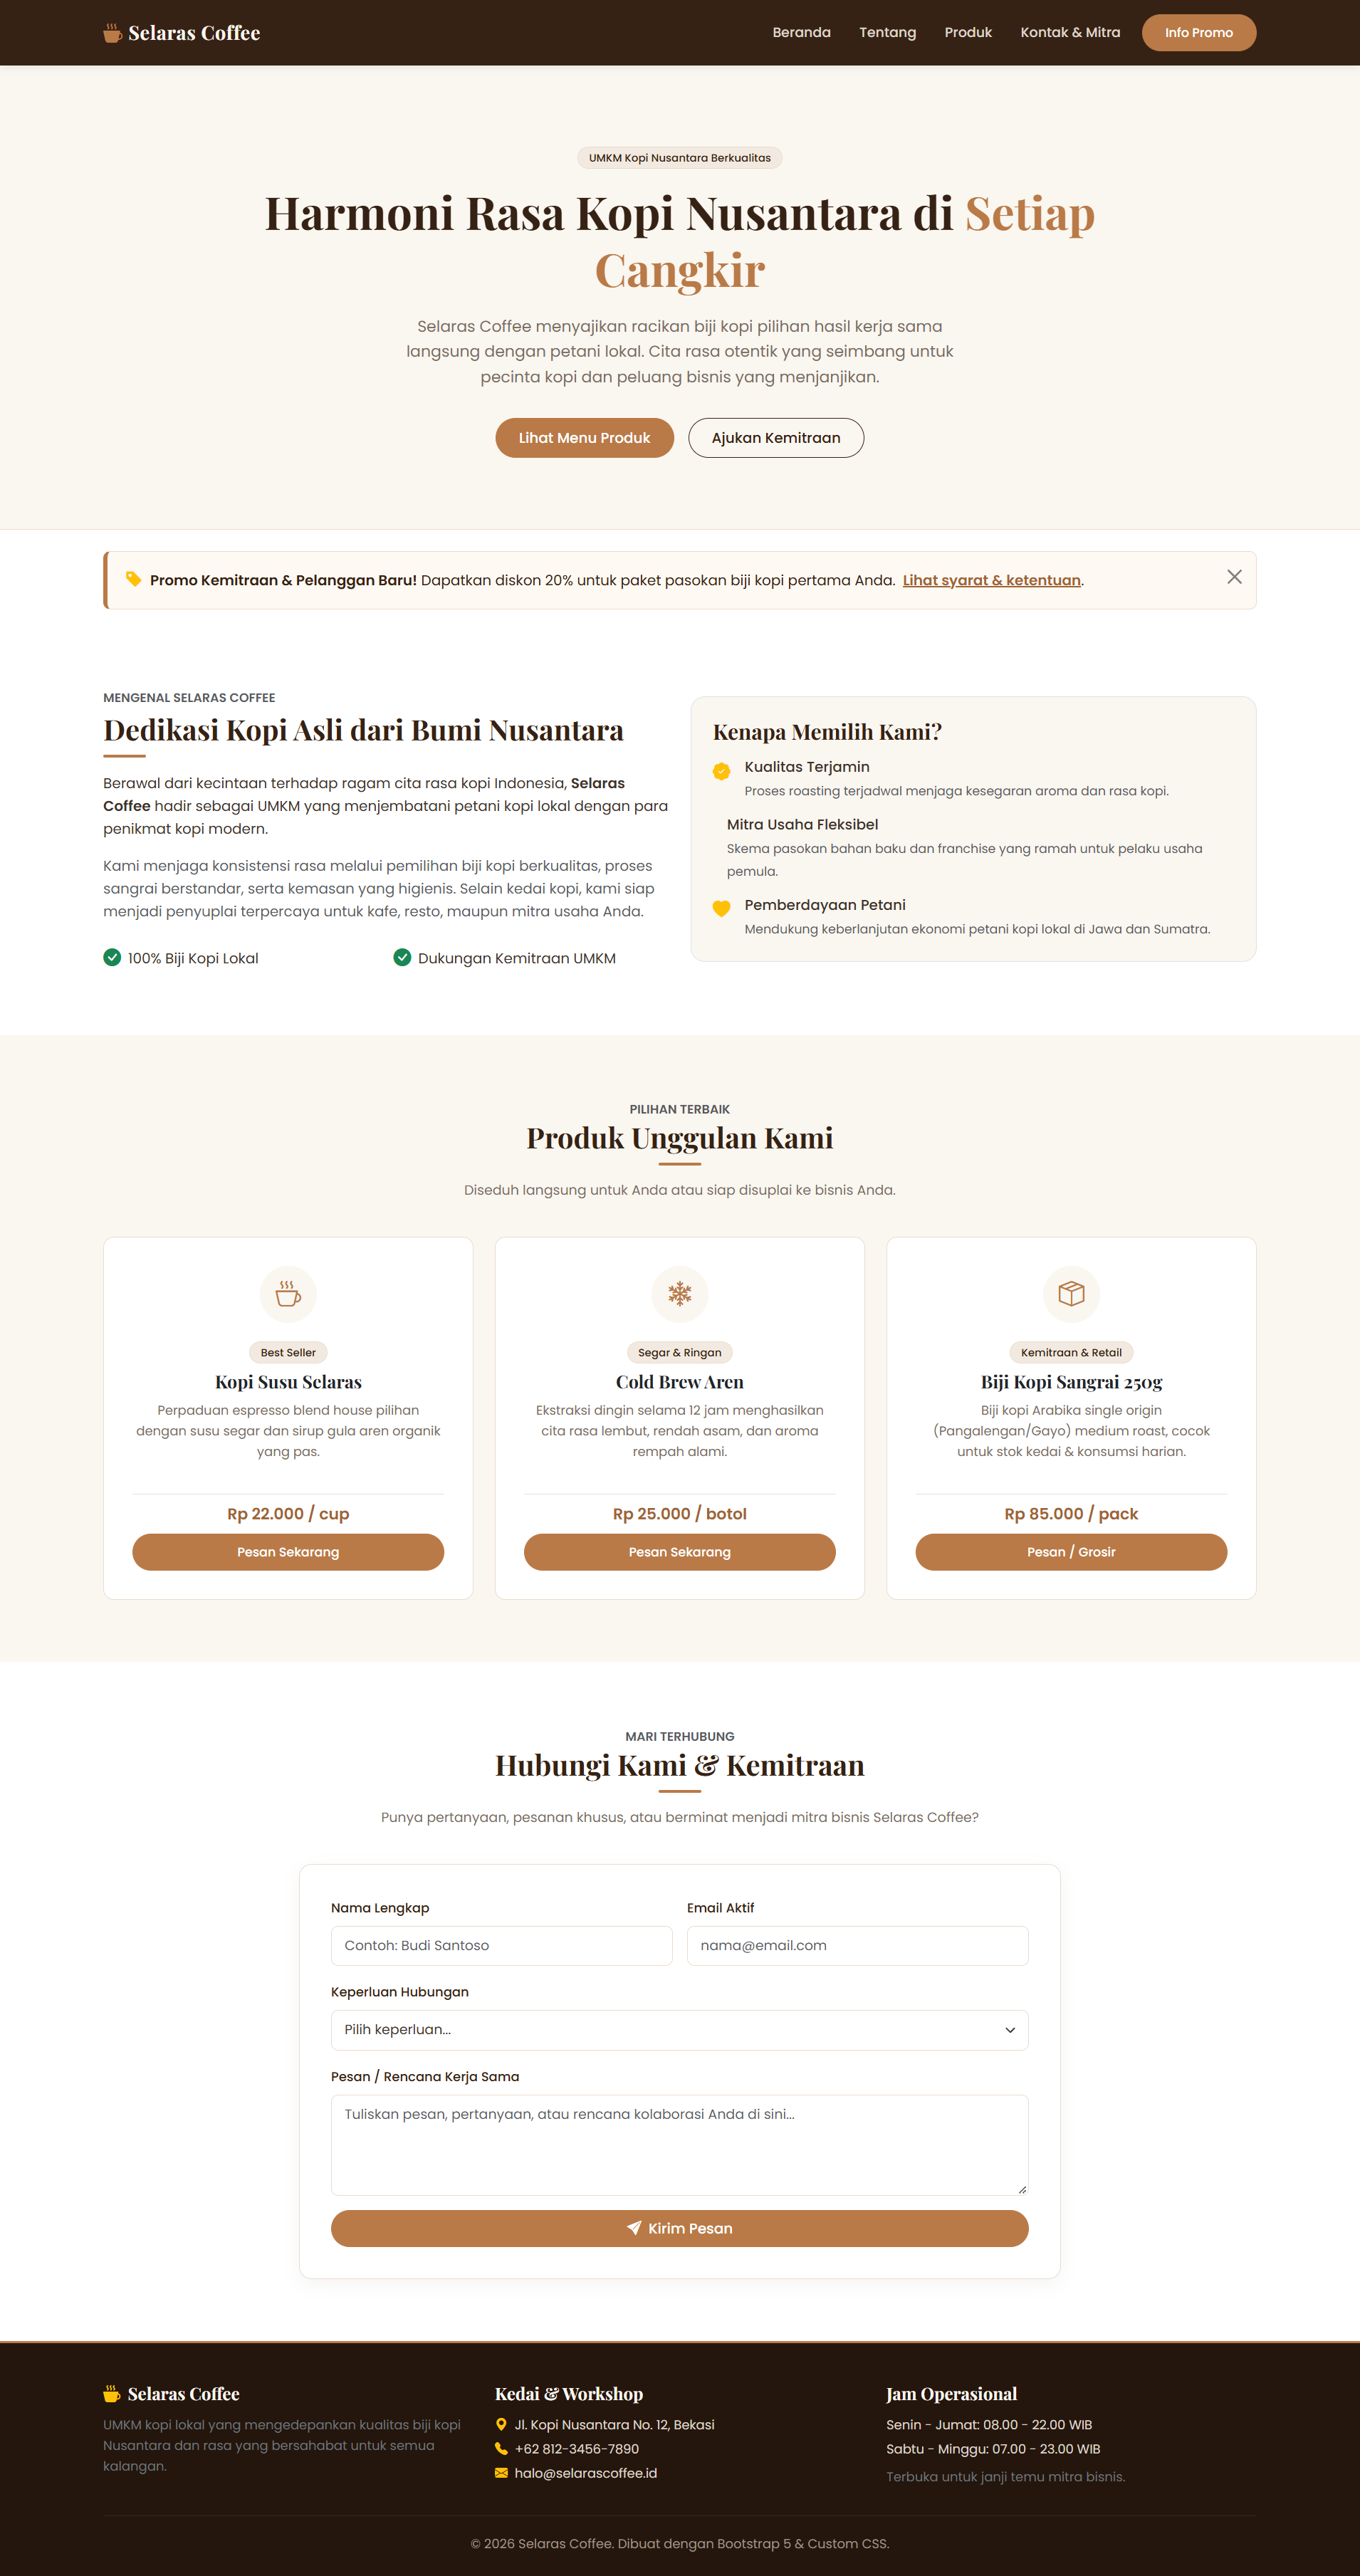 Selaras Coffee
Beranda
Tentang
Produk
Kontak & Mitra
Info Promo
UMKM Kopi Nusantara Berkualitas
Harmoni Rasa Kopi Nusantara di Setiap
Cangkir
Selaras Coffee menyajikan racikan biji kopi pilihan hasil kerja sama
langsung dengan petani lokal. Cita rasa otentik yang seimbang untuk
pecinta kopi dan peluang bisnis yang menjanjikan.
Lihat Menu Produk
Ajukan Kemitraan
Promo Kemitraan & Pelanggan Baru! Dapatkan diskon 20% untuk paket pasokan biji kopi pertama Anda. Lihat syarat & ketentuan.
MENGENAL SELARAS COFFEE
Dedikasi Kopi Asli dari Bumi Nusantara
Berawal dari kecintaan terhadap ragam cita rasa kopi Indonesia, Selaras
Coffee hadir sebagai UMKM yang menjembatani petani kopi lokal dengan para
penikmat kopi modern.
Kami menjaga konsistensi rasa melalui pemilihan biji kopi berkualitas, proses
sangrai berstandar, serta kemasan yang higienis. Selain kedai kopi, kami siap
menjadi penyuplai terpercaya untuk kafe, resto, maupun mitra usaha Anda.
100% Biji Kopi Lokal
Dukungan Kemitraan UMKM
Kenapa Memilih Kami?
Kualitas Terjamin
Proses roasting terjadwal menjaga kesegaran aroma dan rasa kopi.
Mitra Usaha Fleksibel
Skema pasokan bahan baku dan franchise yang ramah untuk pelaku usaha
pemula.
Pemberdayaan Petani
Mendukung keberlanjutan ekonomi petani kopi lokal di Jawa dan Sumatra.
PILIHAN TERBAIK
Produk Unggulan Kami
Diseduh langsung untuk Anda atau siap disuplai ke bisnis Anda.
Best Seller
Kopi Susu Selaras
Perpaduan espresso blend house pilihan
dengan susu segar dan sirup gula aren organik
yang pas.
Rp 22.000 / cup
Pesan Sekarang
Segar & Ringan
Cold Brew Aren
Ekstraksi dingin selama 12 jam menghasilkan
cita rasa lembut, rendah asam, dan aroma
rempah alami.
Rp 25.000 / botol
Pesan Sekarang
Kemitraan & Retail
Biji Kopi Sangrai 250g
Biji kopi Arabika single origin
(Pangalengan/Gayo) medium roast, cocok
untuk stok kedai & konsumsi harian.
Rp 85.000 / pack
Pesan / Grosir
MARI TERHUBUNG
Hubungi Kami & Kemitraan
Punya pertanyaan, pesanan khusus, atau berminat menjadi mitra bisnis Selaras Coffee?
Nama Lengkap
Contoh: Budi Santoso
Email Aktif
nama@email.com
Keperluan Hubungan
Pilih keperluan...
Pesan / Rencana Kerja Sama
Tuliskan pesan, pertanyaan, atau rencana kolaborasi Anda di sini...
Kirim Pesan
Selaras Coffee
UMKM kopi lokal yang mengedepankan kualitas biji kopi
Nusantara dan rasa yang bersahabat untuk semua
kalangan.
Kedai & Workshop
Jl. Kopi Nusantara No. 12, Bekasi
+62 812-3456-7890
halo@selarascoffee.id
Jam Operasional
Senin - Jumat: 08.00 - 22.00 WIB
Sabtu - Minggu: 07.00 - 23.00 WIB
Terbuka untuk janji temu mitra bisnis.
© 2026 Selaras Coffee. Dibuat dengan Bootstrap 5 & Custom CSS.